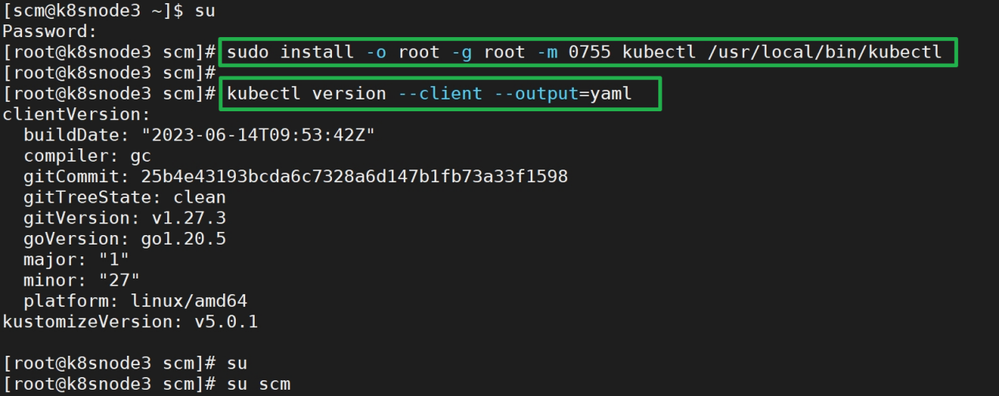 [scm@k8snode3 ~]$ su
Password:
[root@k8snode3 scm]# sudo install -o root -g root -m 0755 kubectl /usr/local/bin/kubectl
[root@k8snode3 scm]#
[root@k8snode3 scm]# kubectl version --client --output=yaml
clientVersion:
  buildDate: "2023-06-14T09:53:42Z"
  compiler: gc
  gitCommit: 25b4e43193bcda6c7328a6d147b1fb73a33f1598
  gitTreeState: clean
  gitVersion: v1.27.3
  goVersion: go1.20.5
  major: "1"
  minor: "27"
  platform: linux/amd64
kustomizeVersion: v5.0.1

[root@k8snode3 scm]# su
[root@k8snode3 scm]# su scm